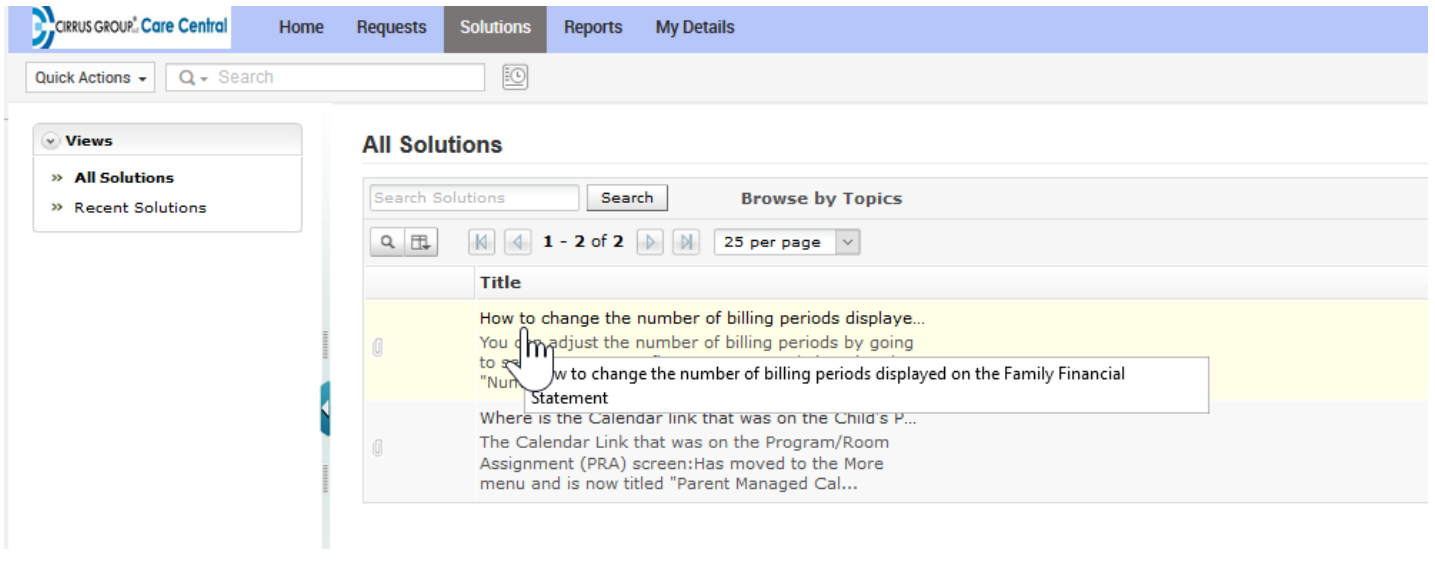 CIRRUS GROUP Care Central
Home Requests Solutions Reports My Details
Quick Actions Search
Views
All Solutions
Recent Solutions
All Solutions
Search Solutions Search Browse by Topics
1 - 2 of 2 25 per page
Title
How to change the number of billing periods displaye...
You can adjust the number of billing periods by going
to
"Num
w to change the number of billing periods displayed on the Family Financial
Statement
Where is the Calendar link that was on the Child's P...
The Calendar Link that was on the Program/Room
Assignment (PRA) screen:Has moved to the More
menu and is now titled "Parent Managed Cal...